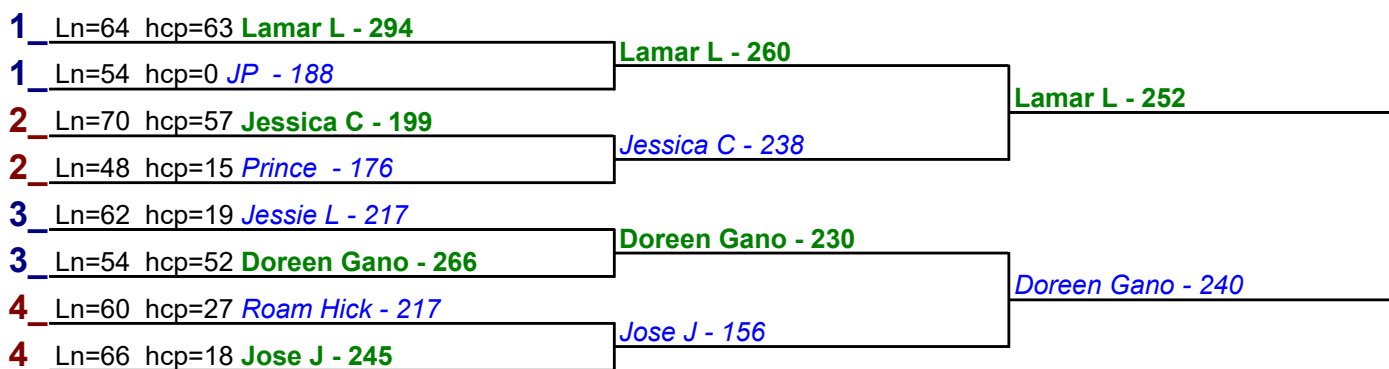 1_ Ln=64 hcp=63 Lamar L - 294
Lamar L - 260
1_ Ln=54 hcp=0 JP - 188
Lamar L - 252
2_ Ln=70 hcp=57 Jessica C - 199
Jessica C - 238
2_ Ln=48 hcp=15 Prince - 176
3_ Ln=62 hcp=19 Jessie L - 217
Doreen Gano - 230
3_ Ln=54 hcp=52 Doreen Gano - 266
Doreen Gano - 240
4_ Ln=60 hcp=27 Roam Hick - 217
Jose J - 156
4 Ln=66 hcp=18 Jose J - 245